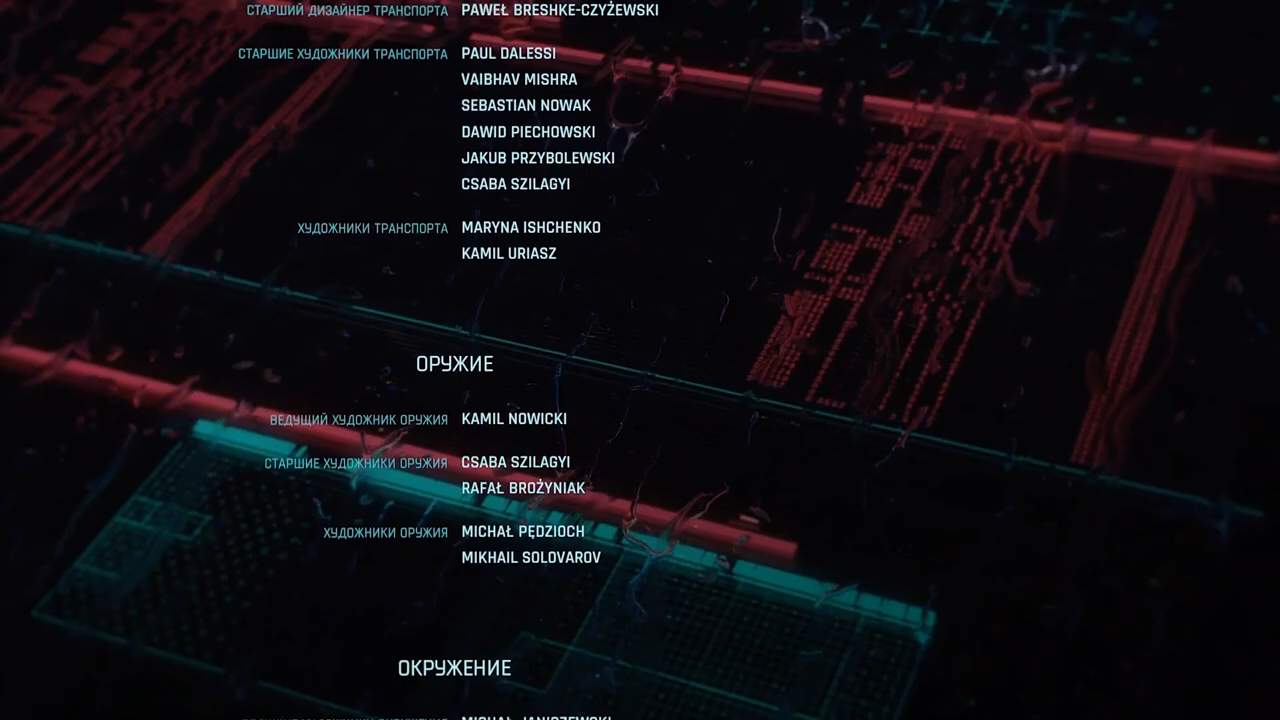 СТАРШИЙ ДИЗАЙНЕР ТРАНСПОРТА PAWEŁ BRESHKE-CZYŻEWSKI
СТАРШИЕ ХУДОЖНИКИ ТРАНСПОРТА PAUL DALESSI
VAIBHAV MISHRA
SEBASTIAN NOWAK
DAWID PIECHOWSKI
JAKUB PRZYBOLEWSKI
CSABA SZILAGYI
ХУДОЖНИКИ ТРАНСПОРТА MARYNA ISHCHENKO
KAMIL URIASZ
ОРУЖИЕ
ВЕДУЩИЙ ХУДОЖНИК ОРУЖИЯ KAMIL NOWICKI
СТАРШИЕ ХУДОЖНИКИ ОРУЖИЯ CSABA SZILAGYI
RAFAŁ BROŻYNIAK
ХУДОЖНИКИ ОРУЖИЯ MICHAŁ PĘDZIOCH
MIKHAIL SOLOVAROV
ОКРУЖЕНИЕ
MICHAŁ JANISZEWSKI